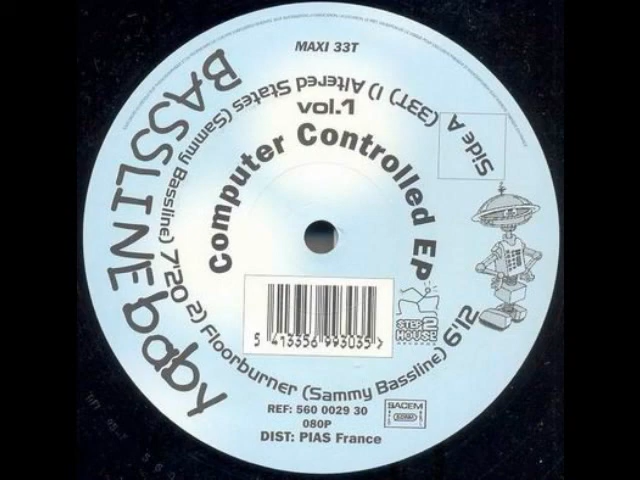 MAXI 33T
BASSLINE baby
Side A (33T) 1) Altered States (Sammy Bassline) 7'20 2) Floorburner (Sammy Bassline) 6'12
vol.1
Computer Controlled EP
STEP 2
HOUSE
RECORDS
5 413356 993035 >
REF: 560 0029 30
080P
DIST: PIAS France
SACEM